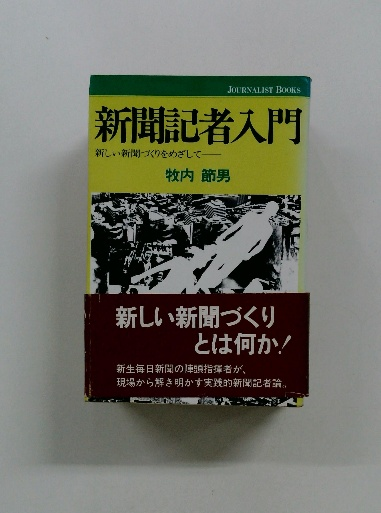 JOURNALIST BOOKS
新聞記者入門
新しい新聞づくりをめざして——
牧内 節男
新しい新聞づくり
とは何か!
新生毎日新聞の陣頭指揮者が、
現場から解き明かす実践的新聞記者論。